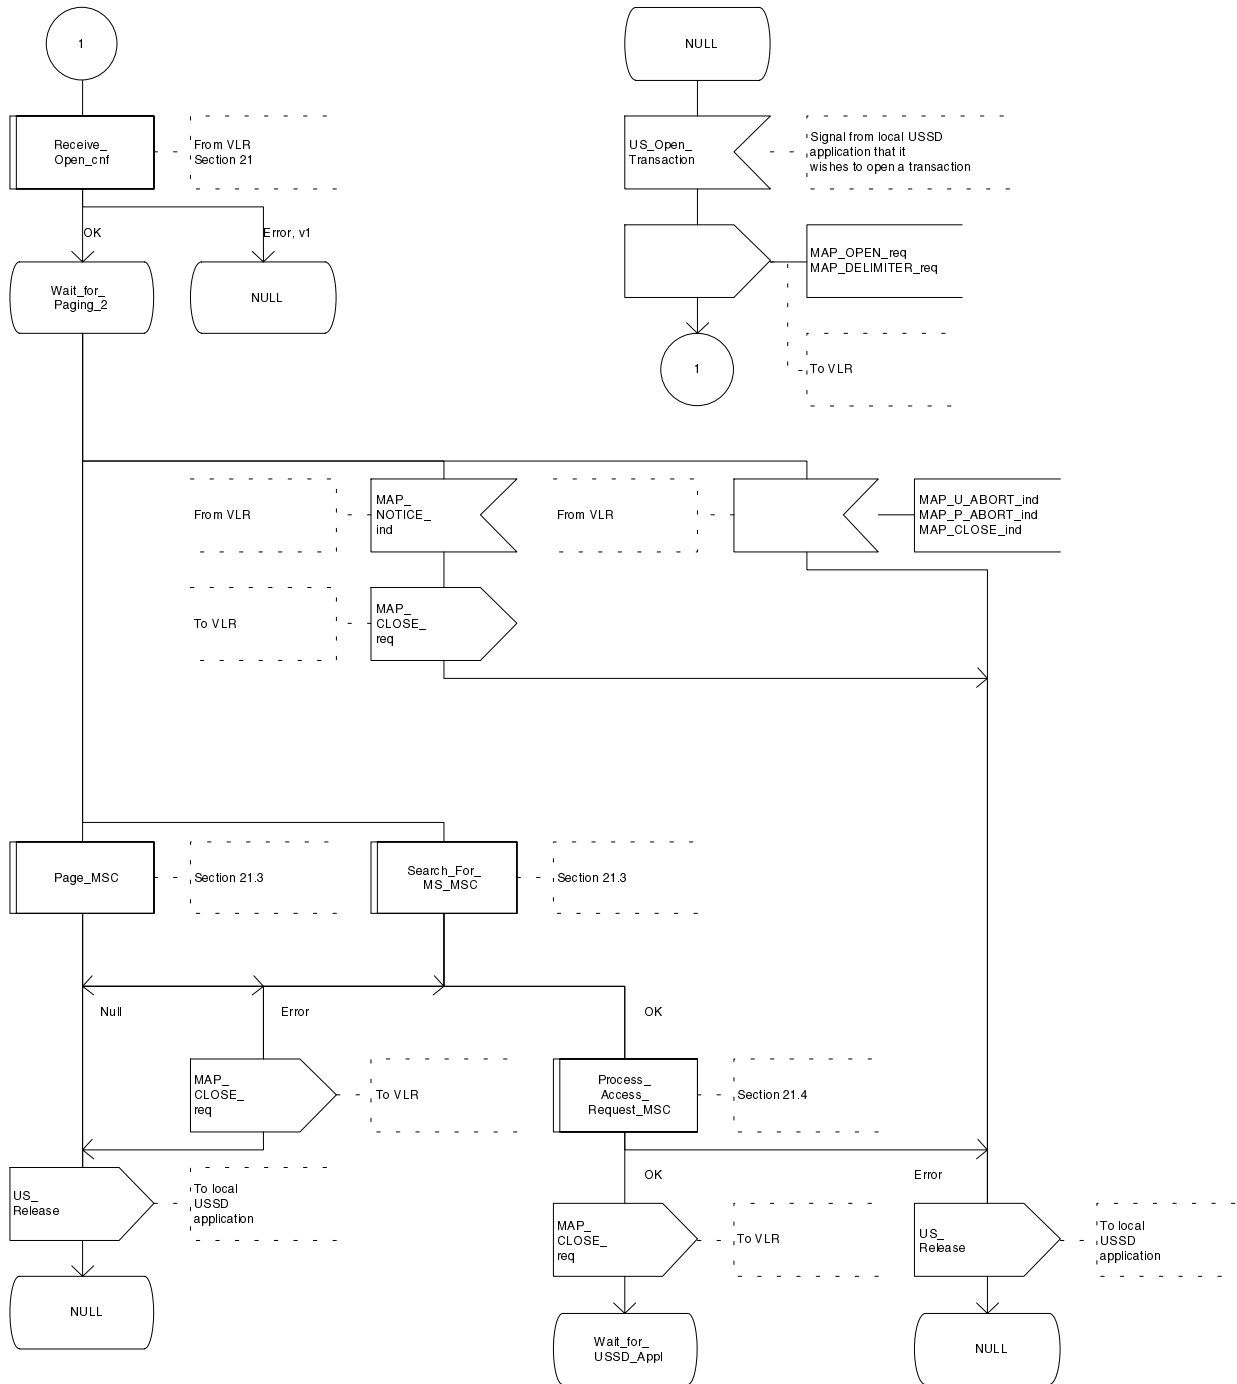 1
NULL
Receive_
Open_cnf
From VLR
Section 21
US_Open_
Transaction
Signal from local USSD
application that it
wishes to open a transaction
OK
Error, v1
MAP_OPEN_req
MAP_DELIMITER_req
Wait_for_
Paging_2
NULL
1
To VLR
From VLR
MAP_
NOTICE_
ind
From VLR
MAP_U_ABORT_ind
MAP_P_ABORT_ind
MAP_CLOSE_ind
To VLR
MAP_
CLOSE_
req
Page_MSC
Section 21.3
Search_For_
MS_MSC
Section 21.3
Null
Error
OK
MAP_
CLOSE_
req
To VLR
Process_
Access_
Request_MSC
Section 21.4
OK
Error
US_
Release
To local
USSD
application
MAP_
CLOSE_
req
To VLR
US_
Release
To local
USSD
application
NULL
Wait_for_
USSD_Appl
NULL